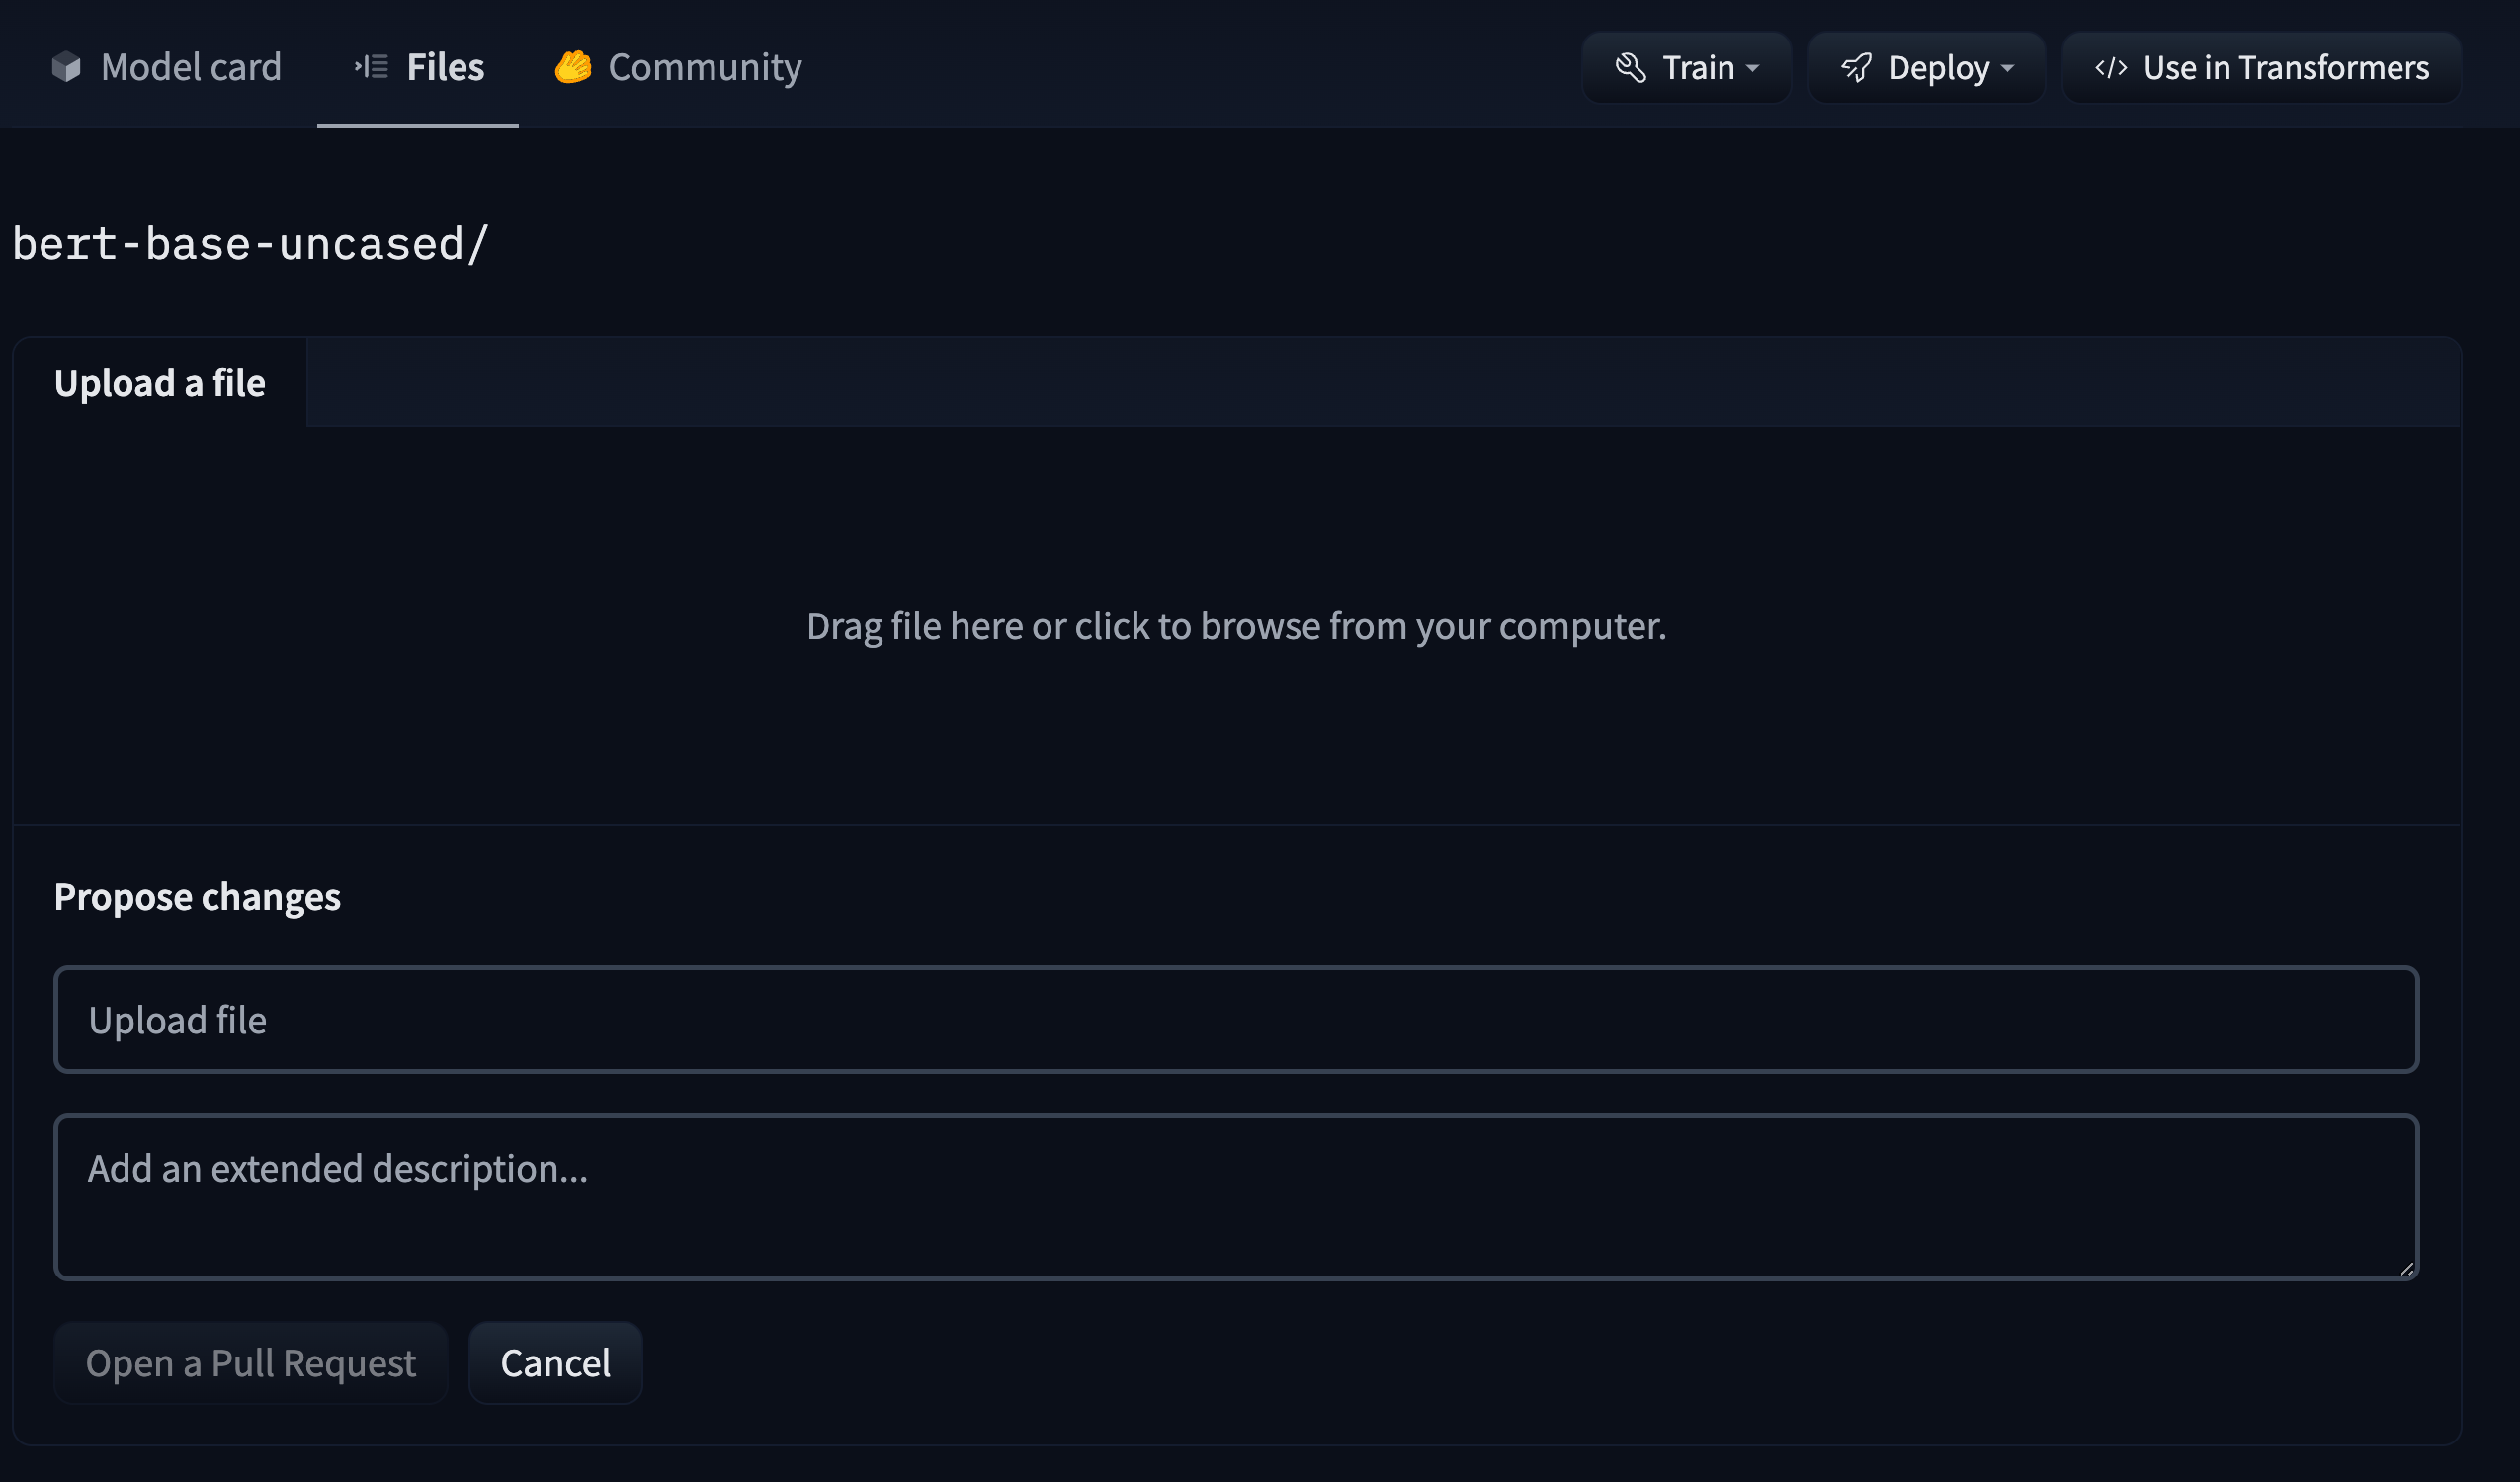 Model card Files Community Train Deploy </> Use in Transformers
bert-base-uncased/
Upload a file
Drag file here or click to browse from your computer.
Propose changes
Upload file
Add an extended description...
Open a Pull Request Cancel